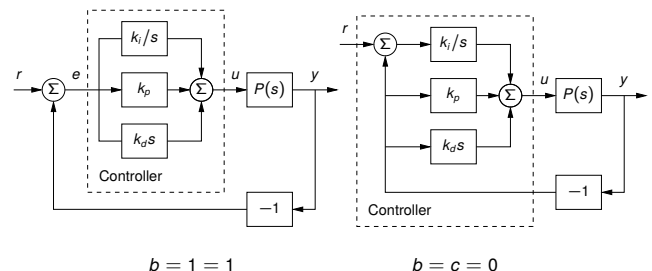 k_i/s
r
Σ
e
k_p
Σ
u
P(s)
y
k_d s
Controller
−1
b = 1 = 1
r
Σ
k_i/s
k_p
Σ
u
P(s)
y
k_d s
Controller
−1
b = c = 0